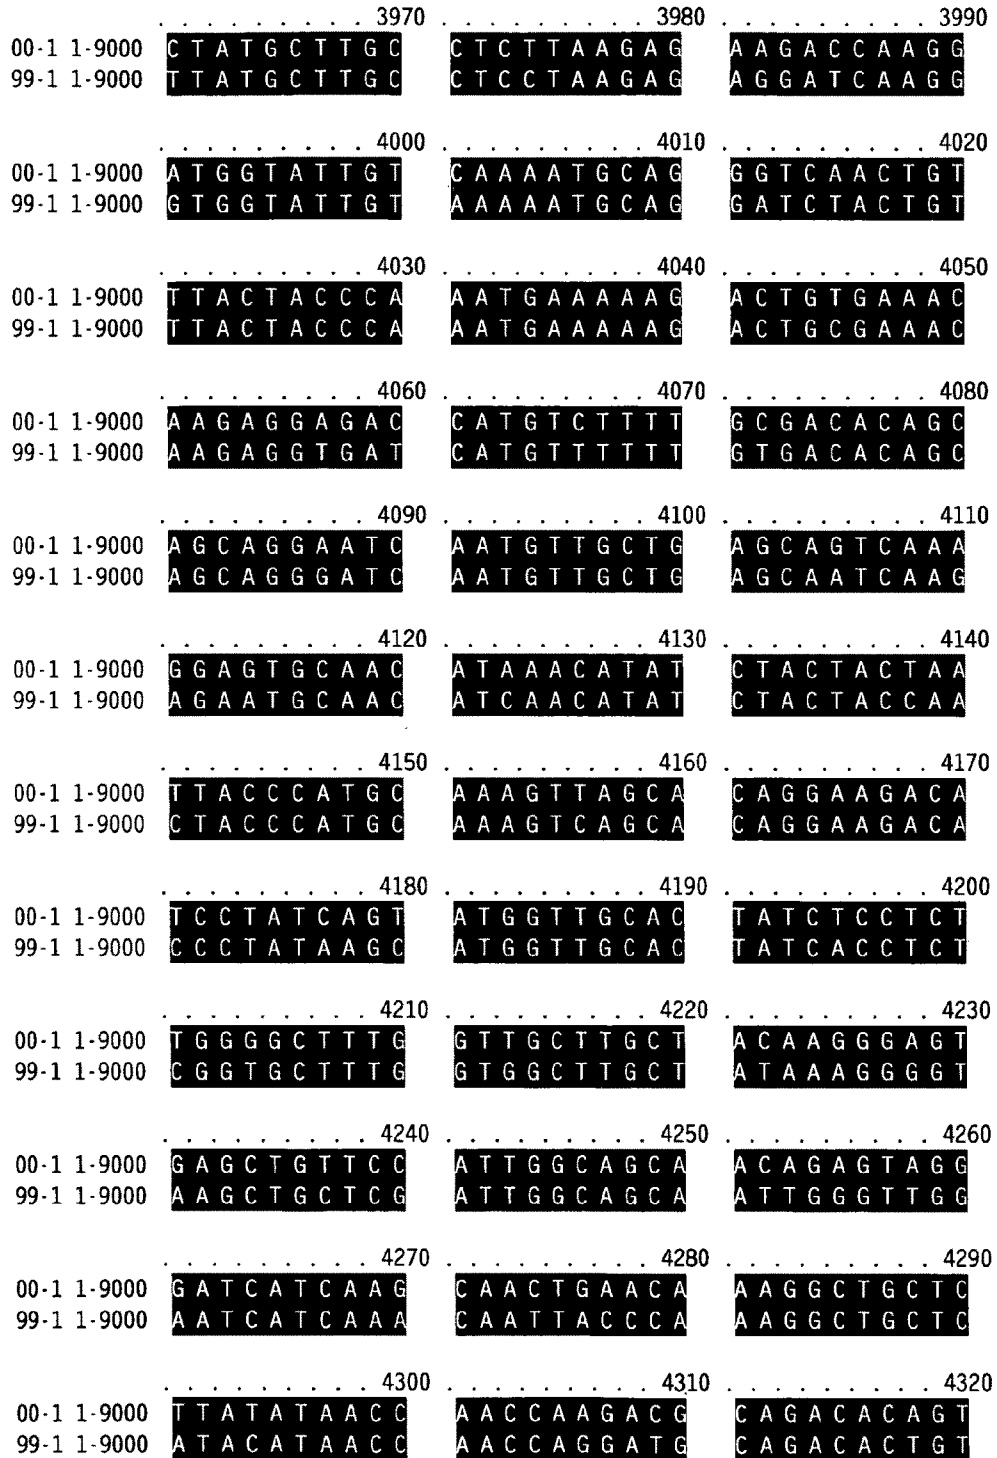 . . . . . . . . . 3970 . . . . . . . . . 3980 . . . . . . . . . 3990
00-1 1-9000 C T A T G C T T G C C T C T T A A G A G A A G A C C A A G G
99-1 1-9000 T T A T G C T T G C C T C C T A A G A G A G G A T C A A G G
. . . . . . . . . 4000 . . . . . . . . . 4010 . . . . . . . . . 4020
00-1 1-9000 A T G G T A T T G T C A A A A T G C A G G G T C A A C T G T
99-1 1-9000 G T G G T A T T G T A A A A A T G C A G G A T C T A C T G T
. . . . . . . . . 4030 . . . . . . . . . 4040 . . . . . . . . . 4050
00-1 1-9000 T T A C T A C C C A A A T G A A A A A G A C T G T G A A A C
99-1 1-9000 T T A C T A C C C A A A T G A A A A A G A C T G C G A A A C
. . . . . . . . . 4060 . . . . . . . . . 4070 . . . . . . . . . 4080
00-1 1-9000 A A G A G G A G A C C A T G T C T T T T G C G A C A C A G C
99-1 1-9000 A A G A G G T G A T C A T G T T T T T T G T G A C A C A G C
. . . . . . . . . 4090 . . . . . . . . . 4100 . . . . . . . . . 4110
00-1 1-9000 A G C A G G A A T C A A T G T T G C T G A G C A G T C A A A
99-1 1-9000 A G C A G G G A T C A A T G T T G C T G A G C A A T C A A G
. . . . . . . . . 4120 . . . . . . . . . 4130 . . . . . . . . . 4140
00-1 1-9000 G G A G T G C A A C A T A A A C A T A T C T A C T A C T A A
99-1 1-9000 A G A A T G C A A C A T C A A C A T A T C T A C T A C C A A
. . . . . . . . . 4150 . . . . . . . . . 4160 . . . . . . . . . 4170
00-1 1-9000 T T A C C C A T G C A A A G T T A G C A C A G G A A G A C A
99-1 1-9000 C T A C C C A T G C A A A G T C A G C A C A G G A A G A C A
. . . . . . . . . 4180 . . . . . . . . . 4190 . . . . . . . . . 4200
00-1 1-9000 T C C T A T C A G T A T G G T T G C A C T A T C T C C T C T
99-1 1-9000 C C C T A T A A G C A T G G T T G C A C T A T C A C C T C T
. . . . . . . . . 4210 . . . . . . . . . 4220 . . . . . . . . . 4230
00-1 1-9000 T G G G G C T T T G G T T G C T T G C T A C A A G G G A G T
99-1 1-9000 C G G T G C T T T G G T G G C T T G C T A T A A A G G G G T
. . . . . . . . . 4240 . . . . . . . . . 4250 . . . . . . . . . 4260
00-1 1-9000 G A G C T G T T C C A T T G G C A G C A A C A G A G T A G G
99-1 1-9000 A A G C T G C T C G A T T G G C A G C A A T T G G G T T G G
. . . . . . . . . 4270 . . . . . . . . . 4280 . . . . . . . . . 4290
00-1 1-9000 G A T C A T C A A G C A A C T G A A C A A A G G C T G C T C
99-1 1-9000 A A T C A T C A A A C A A T T A C C C A A A G G C T G C T C
. . . . . . . . . 4300 . . . . . . . . . 4310 . . . . . . . . . 4320
00-1 1-9000 T T A T A T A A C C A A C C A A G A C G C A G A C A C A G T
99-1 1-9000 A T A C A T A A C C A A C C A G G A T G C A G A C A C T G T